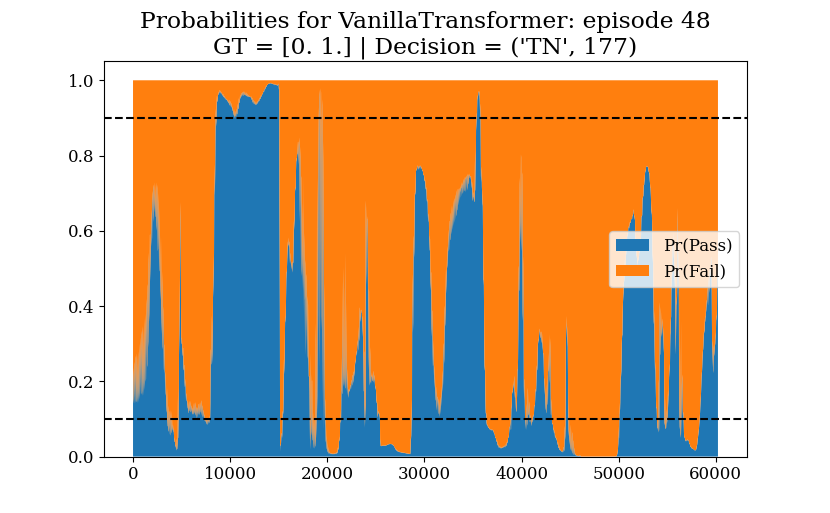 Probabilities for VanillaTransformer: episode 48
GT = [0. 1.] | Decision = ('TN', 177)
1.0
0.8
0.6
0.4
0.2
0.0
Pr(Pass)
Pr(Fail)
0 10000 20000 30000 40000 50000 60000